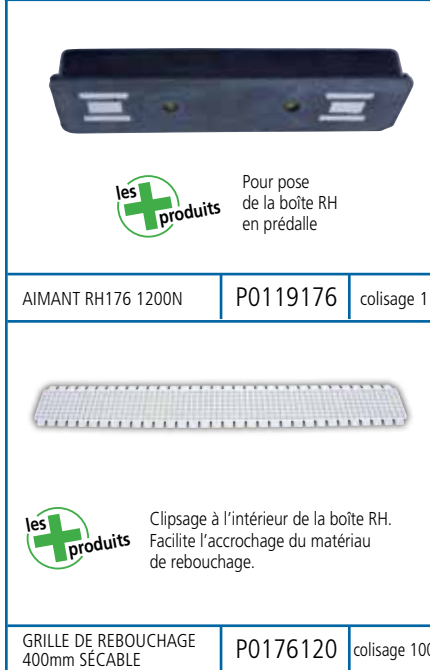 les
produits
Pour pose
de la boîte RH
en prédalle
AIMANT RH176 1200N
P0119176
colisage 1
les
produits
Clipsage à l'intérieur de la boîte RH.
Facilite l'accrochage du matériau
de rebouchage.
GRILLE DE REBOUCHAGE
400mm SÉCABLE
P0176120
colisage 100